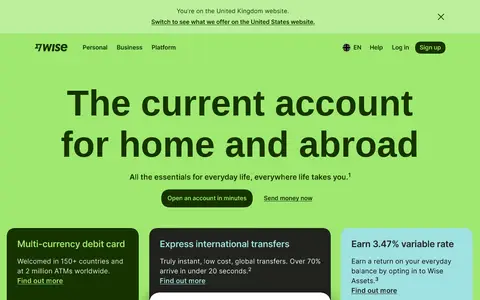 You're on the United Kingdom website.
Switch to see what we offer on the United States website.
WISE
Personal Business Platform
EN Help Log in Sign up
The current account
for home and abroad
All the essentials for everyday life, everywhere life takes you.¹
Open an account in minutes Send money now
Multi-currency debit card
Welcomed in 150+ countries and
at 2 million ATMs worldwide.
Find out more
Express international transfers
Truly instant, low cost, global transfers. Over 70%
arrive in under 20 seconds.²
Find out more
Earn 3.47% variable rate
Earn a return on your everyday
balance by opting in to Wise
Assets.³
Find out more